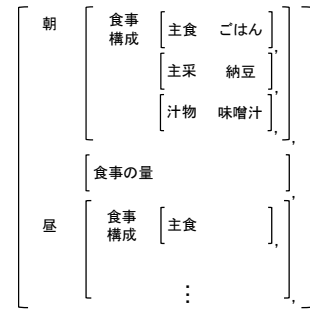 朝 食事構成 主食 ごはん ,
主采 納豆 ,
汁物 味噌汁 , ,
食事の量 ,
昼 食事構成 主食 ,
⋮ ,